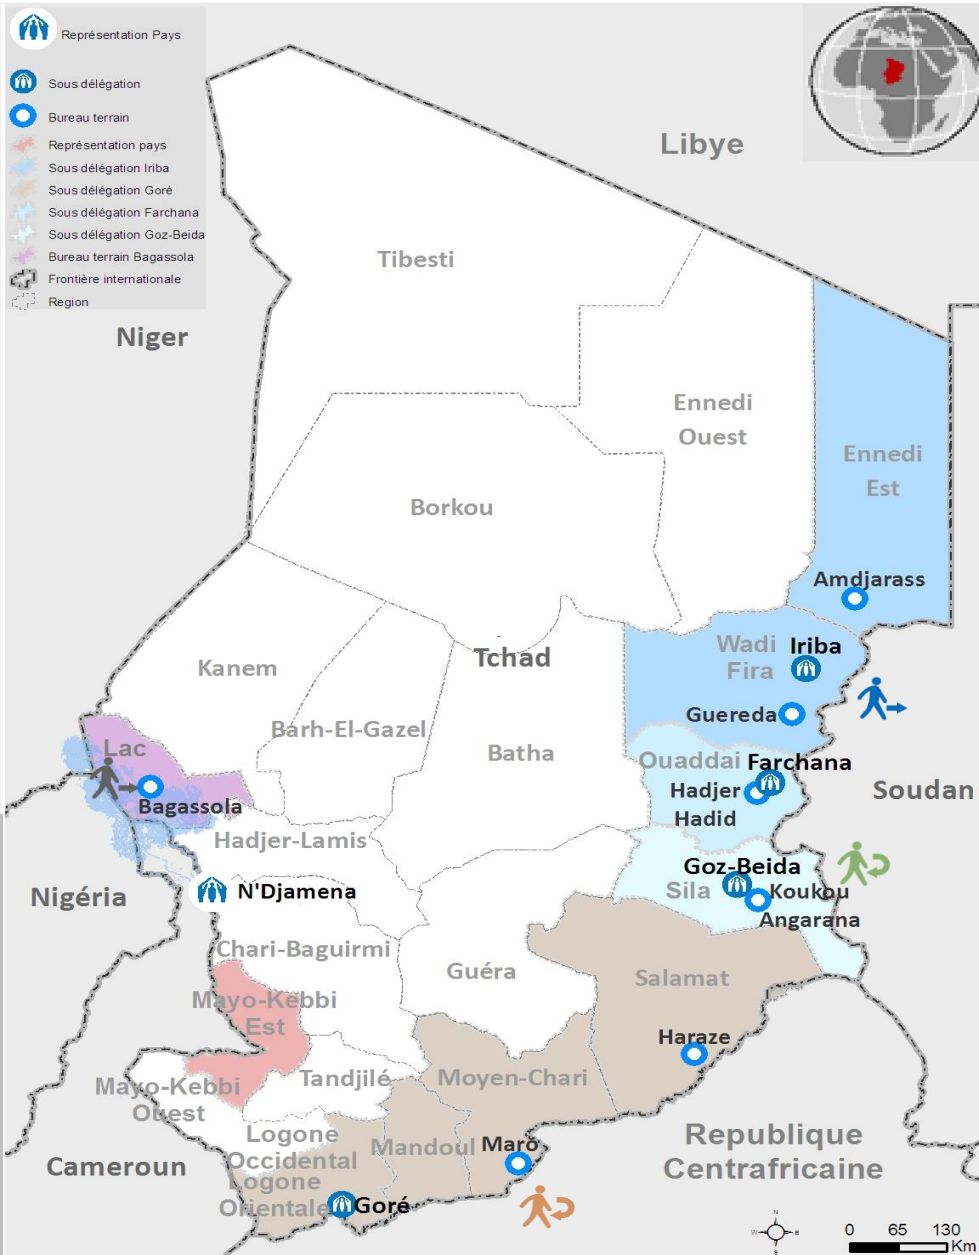 Représentation Pays
Sous délégation
Bureau terrain
Représentation pays
Sous délégation Iriba
Sous délégation Goré
Sous délégation Farchana
Sous délégation Goz-Beida
Bureau terrain Bagassola
Frontière internationale
Region
Libye
Tibesti
Niger
Ennedi
Ouest
Ennedi
Est
Borkou
Amdjarass
Wadi
Fira
Iriba
Tchad
Kanem
Guereda
Barh-El-Gazel
Batha
Lac
Ouaddai
Farchana
Hadjer
Hadid
Soudan
Bagassola
Hadjer-Lamis
Goz-Beida
Sila
Koukou
Angarana
Nigéria
N'Djamena
Chari-Baguirmi
Guéra
Salamat
Mayo-Kebbi
Est
Haraze
Tandjilé
Moyen-Chari
Mayo-Kebbi
Ouest
Logone
Occidental
Mandoul
Maro
Republique
Centrafricaine
Cameroun
Logone
Orientale
Goré
N
W
E
S
0 65 130
Km